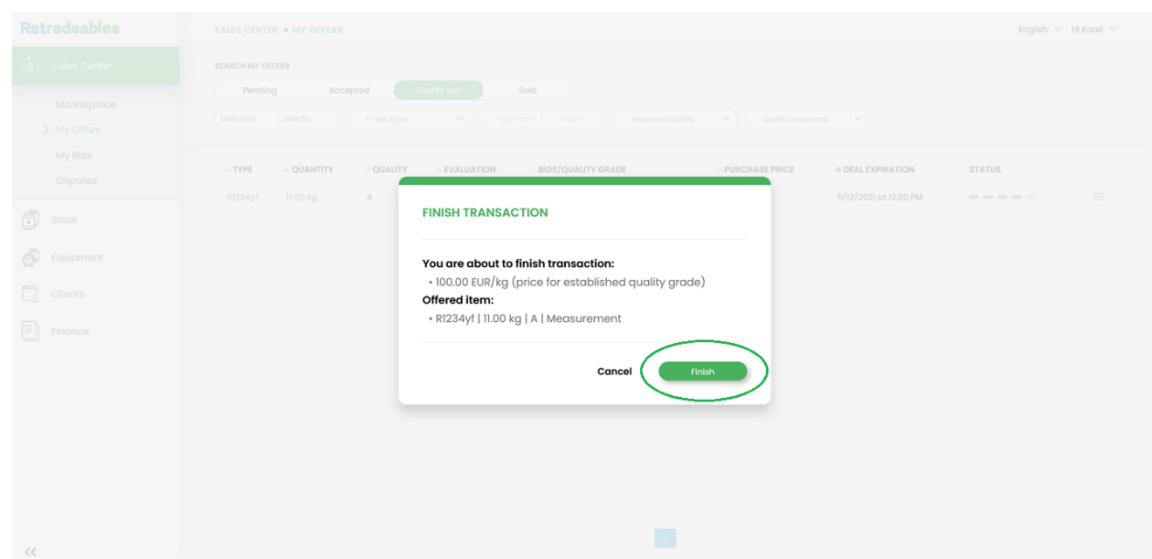 Retradeables
SALES CENTER • MY OFFERS
English
Hi Karel
Sales Center
Marketplace
My Offers
My Bids
Disputes
Stock
Equipment
Clients
Finance
SEARCH MY OFFERS
Pending Accepted Quality test Sold
Date From Date To F-Gas Type Presumed Quality Quality Assurance
TYPE QUANTITY QUALITY EVALUATION BIDS/QUALITY GRADE PURCHASE PRICE DEAL EXPIRATION STATUS
R1234yf 11.00 kg A 5/12/2021 at 12:00 PM
FINISH TRANSACTION
You are about to finish transaction:
• 100.00 EUR/kg (price for established quality grade)
Offered item:
• R1234yf | 11.00 kg | A | Measurement
Cancel Finish
1